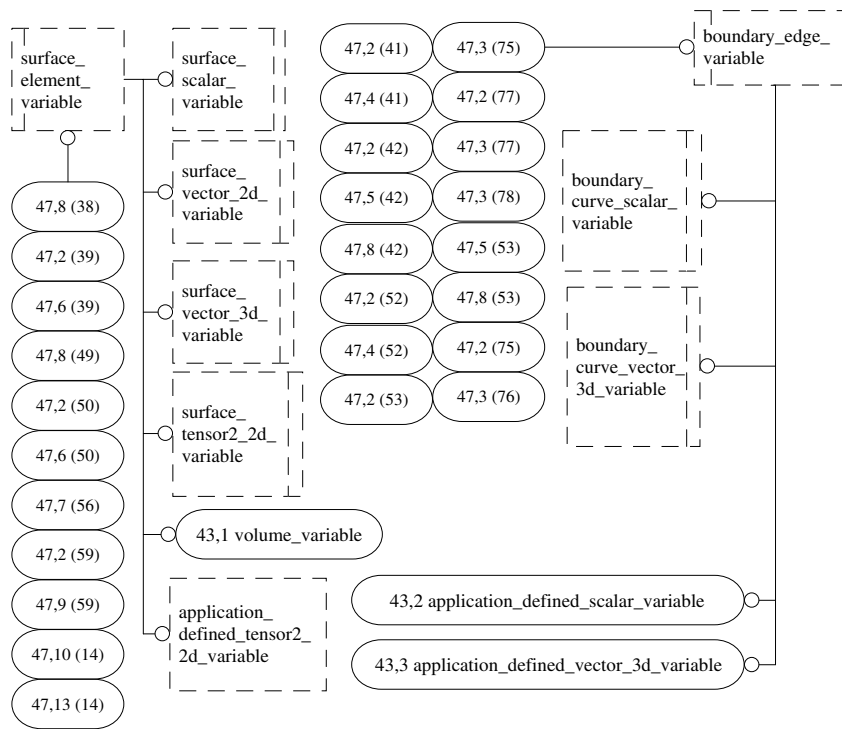 surface_
element_
variable
47,8 (38)
47,2 (39)
47,6 (39)
47,8 (49)
47,2 (50)
47,6 (50)
47,7 (56)
47,2 (59)
47,9 (59)
47,10 (14)
47,13 (14)
surface_
scalar_
variable
surface_
vector_2d_
variable
surface_
vector_3d_
variable
surface_
tensor2_2d_
variable
43,1 volume_variable
application_
defined_tensor2_
2d_variable
47,2 (41) 47,3 (75)
47,4 (41) 47,2 (77)
47,2 (42) 47,3 (77)
47,5 (42) 47,3 (78)
47,8 (42) 47,5 (53)
47,2 (52) 47,8 (53)
47,4 (52) 47,2 (75)
47,2 (53) 47,3 (76)
boundary_edge_
variable
boundary_
curve_scalar_
variable
boundary_
curve_vector_
3d_variable
43,2 application_defined_scalar_variable
43,3 application_defined_vector_3d_variable